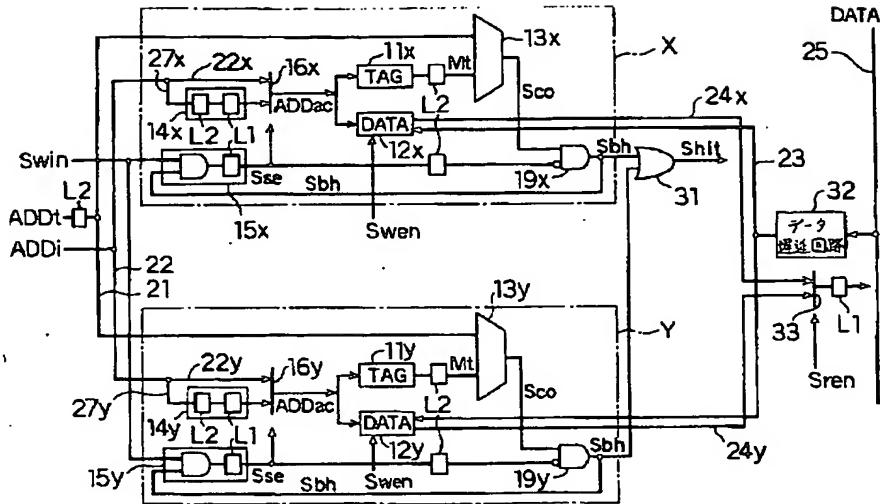 DATA
25
13x
X
11x
22x
16x
27x
TAG
Mt
L2
ADDac
Sco
24x
14x
L2
L1
DATA
12x
Sbh
Shit
23
Swin
Sse
Sbh
19x
31
32
L2
15x
Swen
データ
遅延回路
ADDt
ADDi
22
21
13y
Y
33
L1
11y
22y
16y
TAG
Mt
L2
Sco
Sren
27y
ADDac
14y
L2
L1
DATA
12y
Sbh
24y
15y
Sse
Sbh
Swen
19y